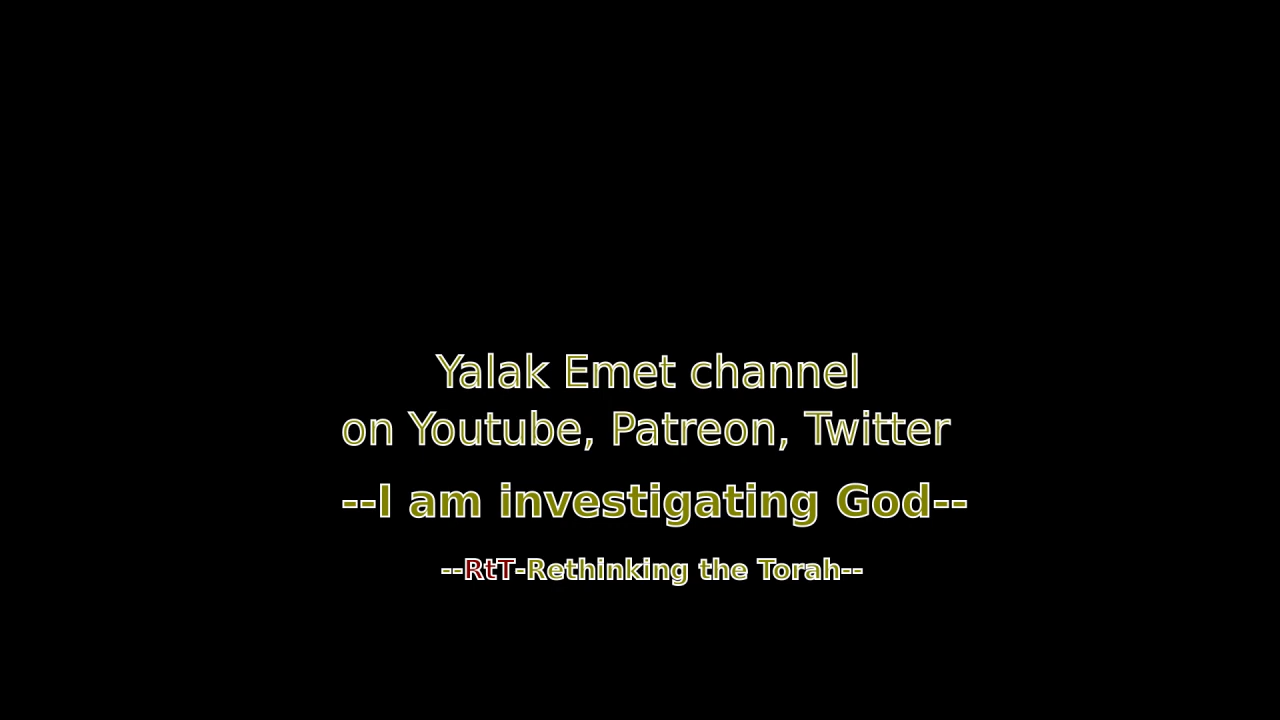 Yalak Emet channel
on Youtube, Patreon, Twitter
--I am investigating God--
--RtT-Rethinking the Torah--